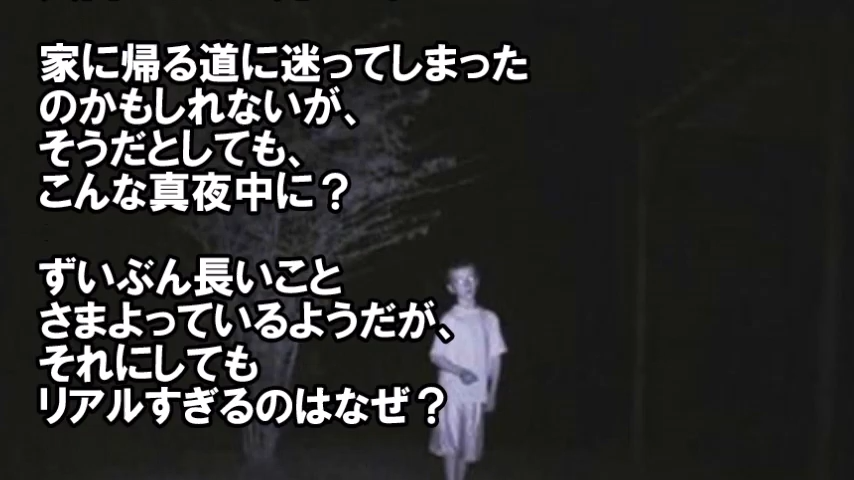 家に帰る道に迷ってしまった
のかもしれないが、
そうだとしても、
こんな真夜中に？
ずいぶん長いこと
さまよっているようだが、
それにしても
リアルすぎるのはなぜ？